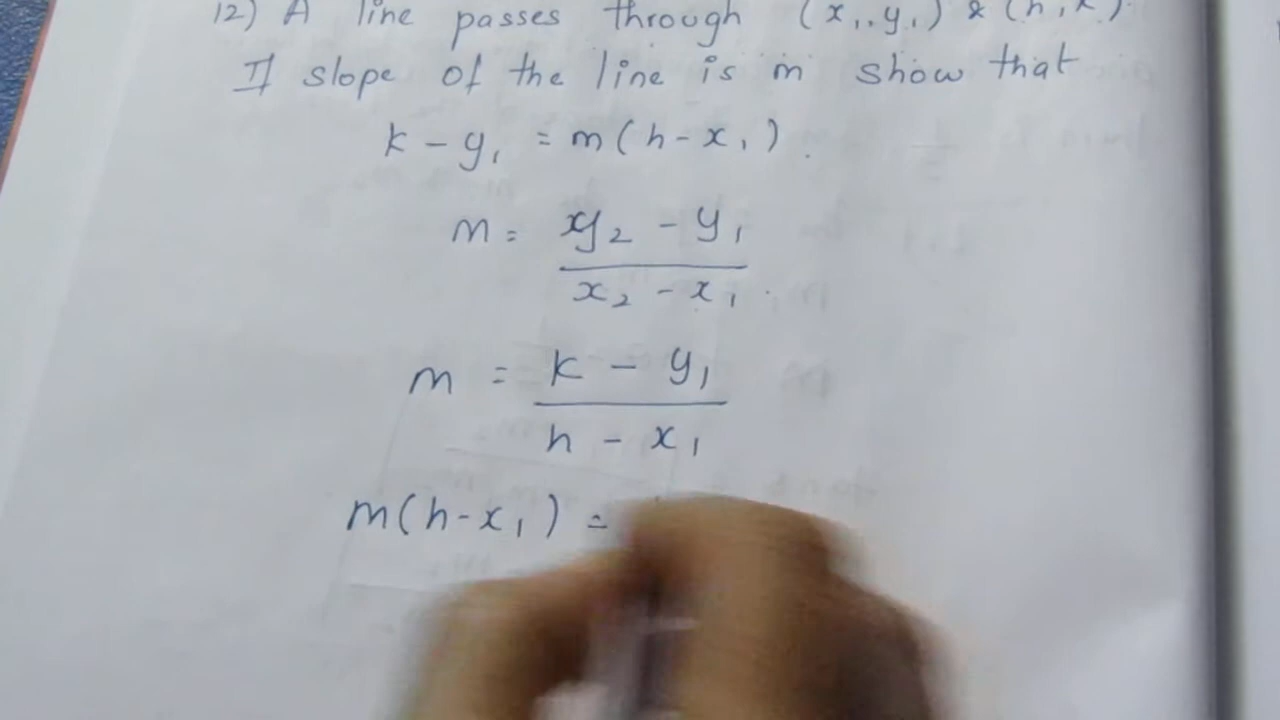 12) A line passes through (x₁, y₁) & (h, k).
If slope of the line is m show that
k - y₁ = m(h - x₁).
m = y₂ - y₁
x₂ - x₁.
m = k - y₁
h - x₁
m(h - x₁) =